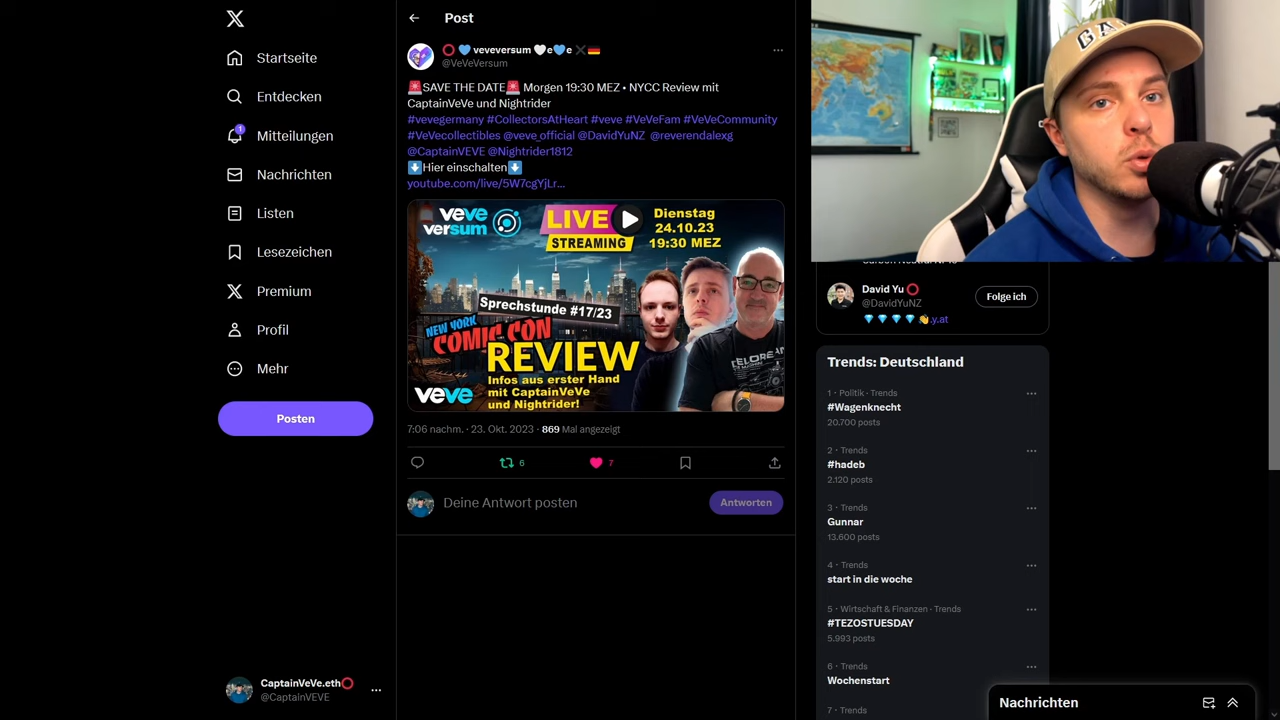 Startseite
Entdecken
1
Mitteilungen
Nachrichten
Listen
Lesezeichen
Premium
Profil
Mehr
Posten
CaptainVeVe.eth
@CaptainVEVE
Post
veveversum
@VeVeVersum
SAVE THE DATE Morgen 19:30 MEZ • NYCC Review mit
CaptainVeVe und Nightrider
#vevegermany #CollectorsAtHeart #veve #VeVeFam #VeVeCommunity
#VeVecollectibles @veve_official @DavidYuNZ @reverendalexg
@CaptainVEVE @Nightrider1812
Hier einschalten
youtube.com/live/5W7cgYjLr...
veve
versum
LIVE
STREAMING
Dienstag
24.10.23
19:30 MEZ
Sprechstunde #17/23
NEW YORK
COMIC CON
REVIEW
Infos aus erster Hand
mit CaptainVeVe
und Nightrider!
veve
7:06 nachm. · 23. Okt. 2023 · 869 Mal angezeigt
6
7
Deine Antwort posten
Antworten
David Yu
@DavidYuNZ
.y.at
Folge ich
Trends: Deutschland
1 · Politik · Trends
#Wagenknecht
20.700 posts
2 · Trends
#hadeb
2.120 posts
3 · Trends
Gunnar
13.600 posts
4 · Trends
start in die woche
5 · Wirtschaft & Finanzen · Trends
#TEZOSTUESDAY
5.993 posts
6 · Trends
Wochenstart
7 · Trends
Nachrichten